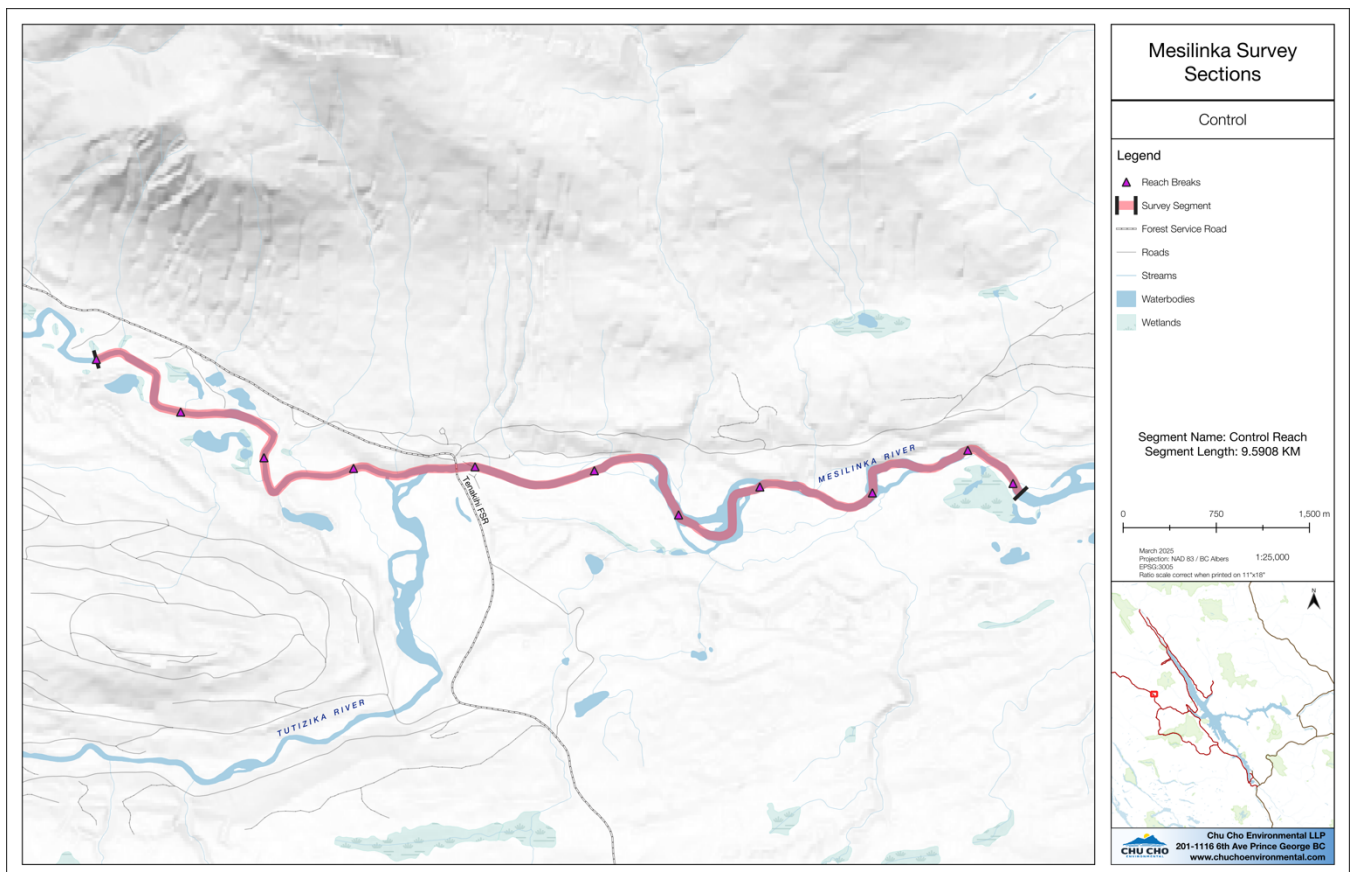 Mesilinka Survey
Sections
Control
Legend
Reach Breaks
Survey Segment
Forest Service Road
Roads
Streams
Waterbodies
Wetlands
Segment Name: Control Reach
Segment Length: 9.5908 KM
0 750 1,500 m
March 2025
Projection: NAD 83 / BC Albers
EPSG:3005
Ratio scale correct when printed on 11"x16"
1:25,000
N
CHU CHO
ENVIRONMENTAL
Chu Cho Environmental LLP
201-1116 6th Ave Prince George BC
www.chuchoenvironmental.com
MESILINKA RIVER
Tenakihi FSR
TUTIZIKA RIVER